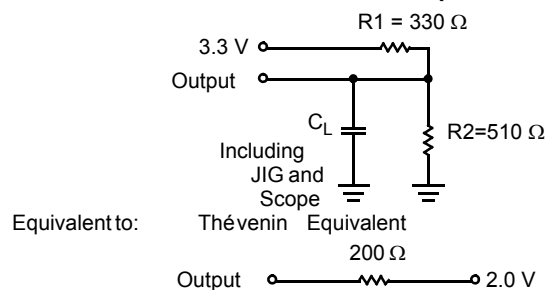 R1 = 330 Ω
3.3 V
Output
CL
R2=510 Ω
Including
JIG and
Scope
Equivalent to: Thévenin Equivalent
200 Ω
Output 2.0 V